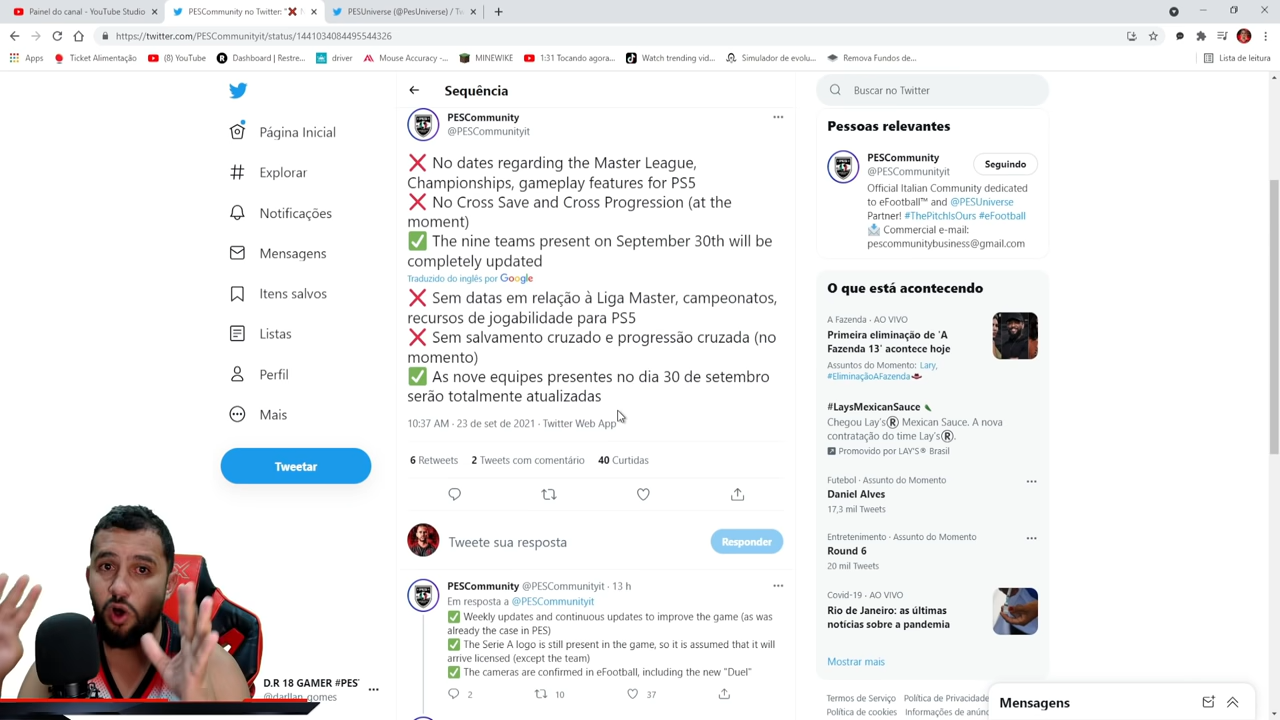 Painel do canal - YouTube Studio
PESCommunity no Twitter: "❌ N
PESUniverse (@PesUniverse) / Tw
https://twitter.com/PESCommunityit/status/1441034084495544326
Apps
Ticket Alimentação
(8) YouTube
Dashboard | Restre...
driver
Mouse Accuracy -...
MINEWIKE
1:31 Tocando agora...
Watch trending vid...
Simulador de evolu...
Remova Fundos de...
Lista de leitura
Página Inicial
Explorar
Notificações
Mensagens
Itens salvos
Listas
Perfil
Mais
Tweetar
D.R 18 GAMER #PES
@darllan_gomes
Sequência
PESCommunity
@PESCommunityit
❌ No dates regarding the Master League,
Championships, gameplay features for PS5
❌ No Cross Save and Cross Progression (at the
moment)
✅ The nine teams present on September 30th will be
completely updated
Traduzido do inglês por Google
❌ Sem datas em relação à Liga Master, campeonatos,
recursos de jogabilidade para PS5
❌ Sem salvamento cruzado e progressão cruzada (no
momento)
✅ As nove equipes presentes no dia 30 de setembro
serão totalmente atualizadas
10:37 AM · 23 de set de 2021 · Twitter Web App
6 Retweets 2 Tweets com comentário 40 Curtidas
Tweete sua resposta
Responder
PESCommunity @PESCommunityit · 13 h
Em resposta a @PESCommunityit
✅ Weekly updates and continuous updates to improve the game (as was
already the case in PES)
✅ The Serie A logo is still present in the game, so it is assumed that it will
arrive licensed (except the team)
✅ The cameras are confirmed in eFootball, including the new "Duel"
2 10 37
Buscar no Twitter
Pessoas relevantes
PESCommunity
@PESCommunityit
Seguindo
Official Italian Community dedicated
to eFootball™ and @PESUniverse
Partner! #ThePitchIsOurs #eFootball
📩 Commercial e-mail:
pescommunitybusiness@gmail.com
O que está acontecendo
A Fazenda · AO VIVO
Primeira eliminação de 'A
Fazenda 13' acontece hoje
Assuntos do Momento: Lary,
#EliminaçãoAFazenda
#LaysMexicanSauce
Chegou Lay's® Mexican Sauce. A nova
contratação do time Lay's®.
Promovido por LAY'S® Brasil
Futebol · Assunto do Momento
Daniel Alves
17,3 mil Tweets
Entretenimento · Assunto do Momento
Round 6
20 mil Tweets
Covid-19 · AO VIVO
Rio de Janeiro: as últimas
notícias sobre a pandemia
Mostrar mais
Termos de Serviço Política de Privacidade
Política de cookies Informações de anúnc
Mensagens